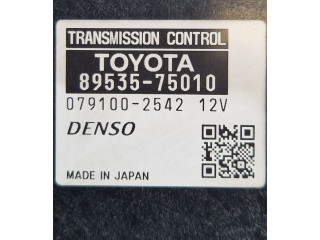 TRANSMISSION CONTROL
TOYOTA
89535-75010
079100-2542 12V
DENSO
MADE IN JAPAN